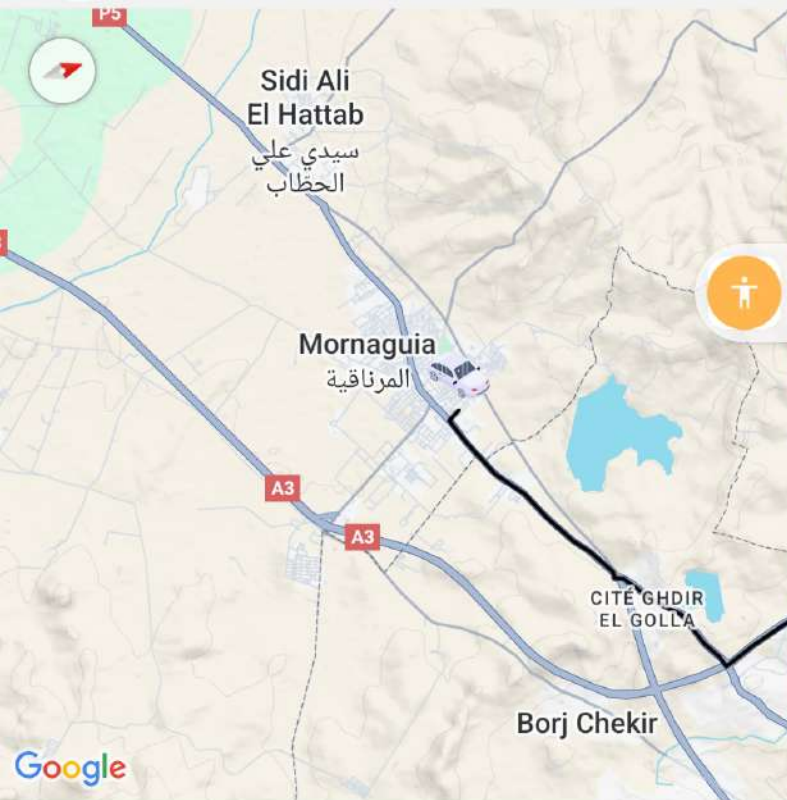 P5
Sidi Ali
El Hattab
سيدي علي
الحطاب
Mornaguia
المرناقية
A3
A3
CITÉ GHDIR
EL GOLLA
Borj Chekir
Google